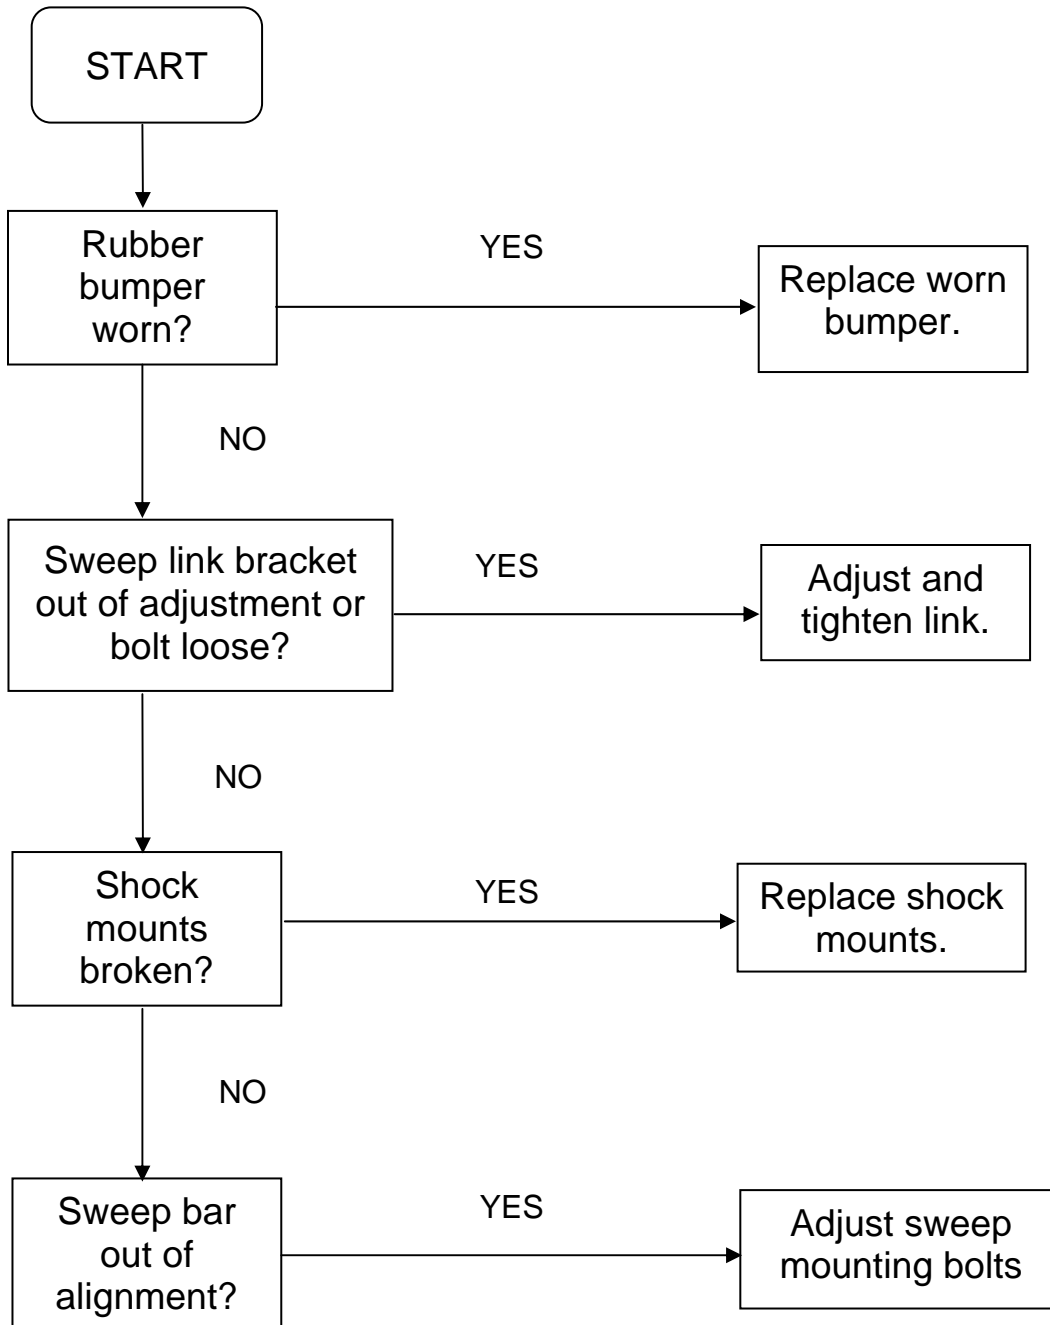 START
Rubber
bumper
worn?
YES
Replace worn
bumper.
NO
Sweep link bracket
out of adjustment or
bolt loose?
YES
Adjust and
tighten link.
NO
Shock
mounts
broken?
YES
Replace shock
mounts.
NO
Sweep bar
out of
alignment?
YES
Adjust sweep
mounting bolts